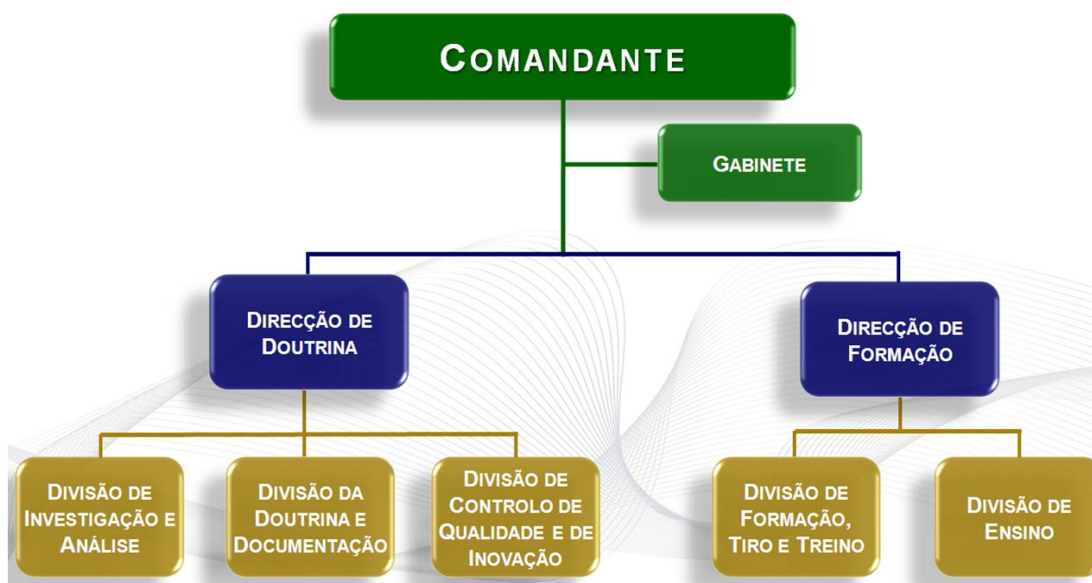 COMANDANTE
GABINETE
DIRECÇÃO DE
DOUTRINA
DIRECÇÃO DE
FORMAÇÃO
DIVISÃO DE
INVESTIGAÇÃO E
ANÁLISE
DIVISÃO DA
DOUTRINA E
DOCUMENTAÇÃO
DIVISÃO DE
CONTROLO DE
QUALIDADE E DE
INOVAÇÃO
DIVISÃO DE
FORMAÇÃO,
TIRO E TREINO
DIVISÃO DE
ENSINO